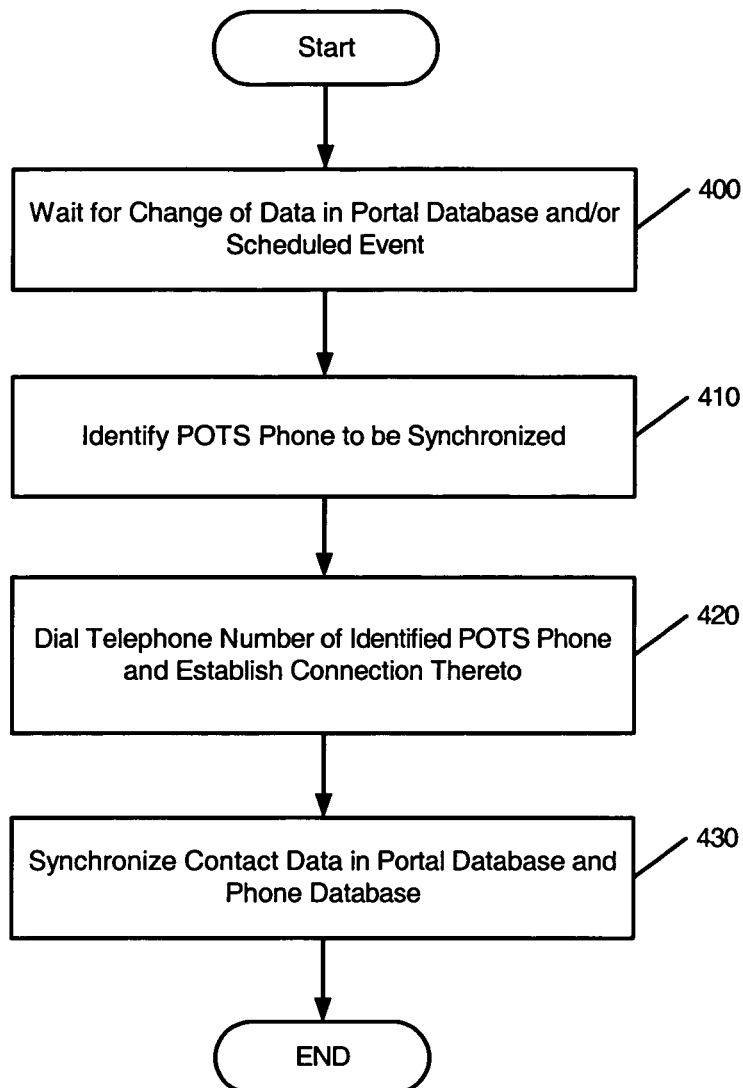 Start
400
Wait for Change of Data in Portal Database and/or
Scheduled Event
410
Identify POTS Phone to be Synchronized
420
Dial Telephone Number of Identified POTS Phone
and Establish Connection Thereto
430
Synchronize Contact Data in Portal Database and
Phone Database
END